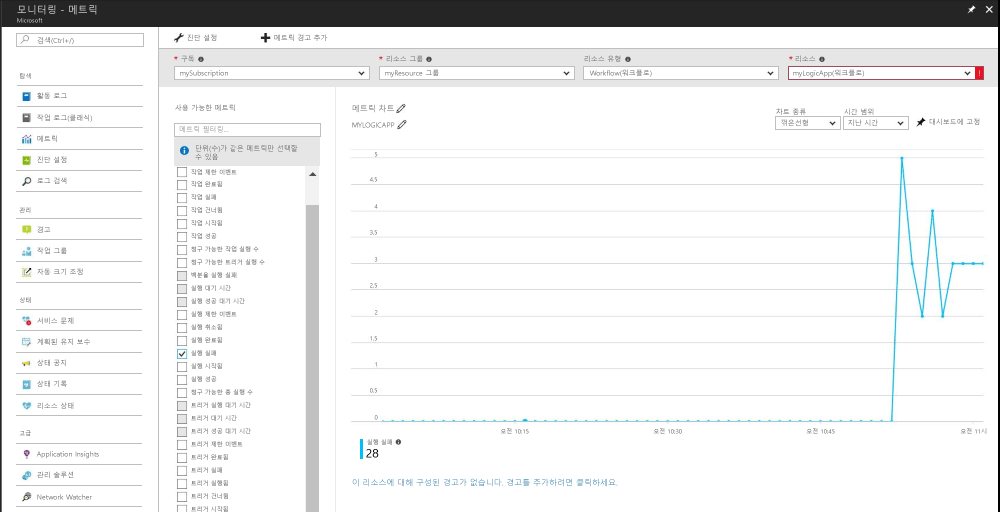 모니터링 - 메트릭
Microsoft
검색(Ctrl+/)
탐색
활동 로그
작업 로그(클래식)
메트릭
진단 설정
로그 검색
관리
경고
작업 그룹
자동 크기 조정
상태
서비스 문제
계획된 유지 보수
상태 공지
상태 기록
리소스 상태
고급
Application Insights
관리 솔루션
Network Watcher
진단 설정
메트릭 경고 추가
* 구독
mySubscription
* 리소스 그룹
myResource 그룹
리소스 유형
Workflow(워크플로)
* 리소스
myLogicApp(워크플로)
사용 가능한 메트릭
메트릭 필터링...
단위(수)가 같은 메트릭만 선택할
수 있음
작업 제한 이벤트
작업 완료됨
작업 실패
작업 건너뜀
작업 시작됨
작업 성공
청구 가능한 작업 실행 수
청구 가능한 트리거 실행 수
백분율 실행 실패
실행 대기 시간
실행 성공 대기 시간
실행 제한 이벤트
실행 취소됨
실행 완료됨
실행 실패
실행 시작됨
실행 성공
청구 가능한 총 실행 수
트리거 실행 대기 시간
트리거 대기 시간
트리거 성공 대기 시간
트리거 제한 이벤트
트리거 완료됨
트리거 실패
트리거 실행됨
트리거 건너뜀
트리거 시작됨
메트릭 차트
MYLOGICAPP
차트 종류
꺾은선형
시간 범위
지난 시간
대시보드에 고정
5
4.5
4
3.5
3
2.5
2
1.5
1
0.5
0
오전 10:15
오전 10:30
오전 10:45
오전 11시
실행 실패
28
이 리소스에 대해 구성된 경고가 없습니다. 경고를 추가하려면 클릭하세요.